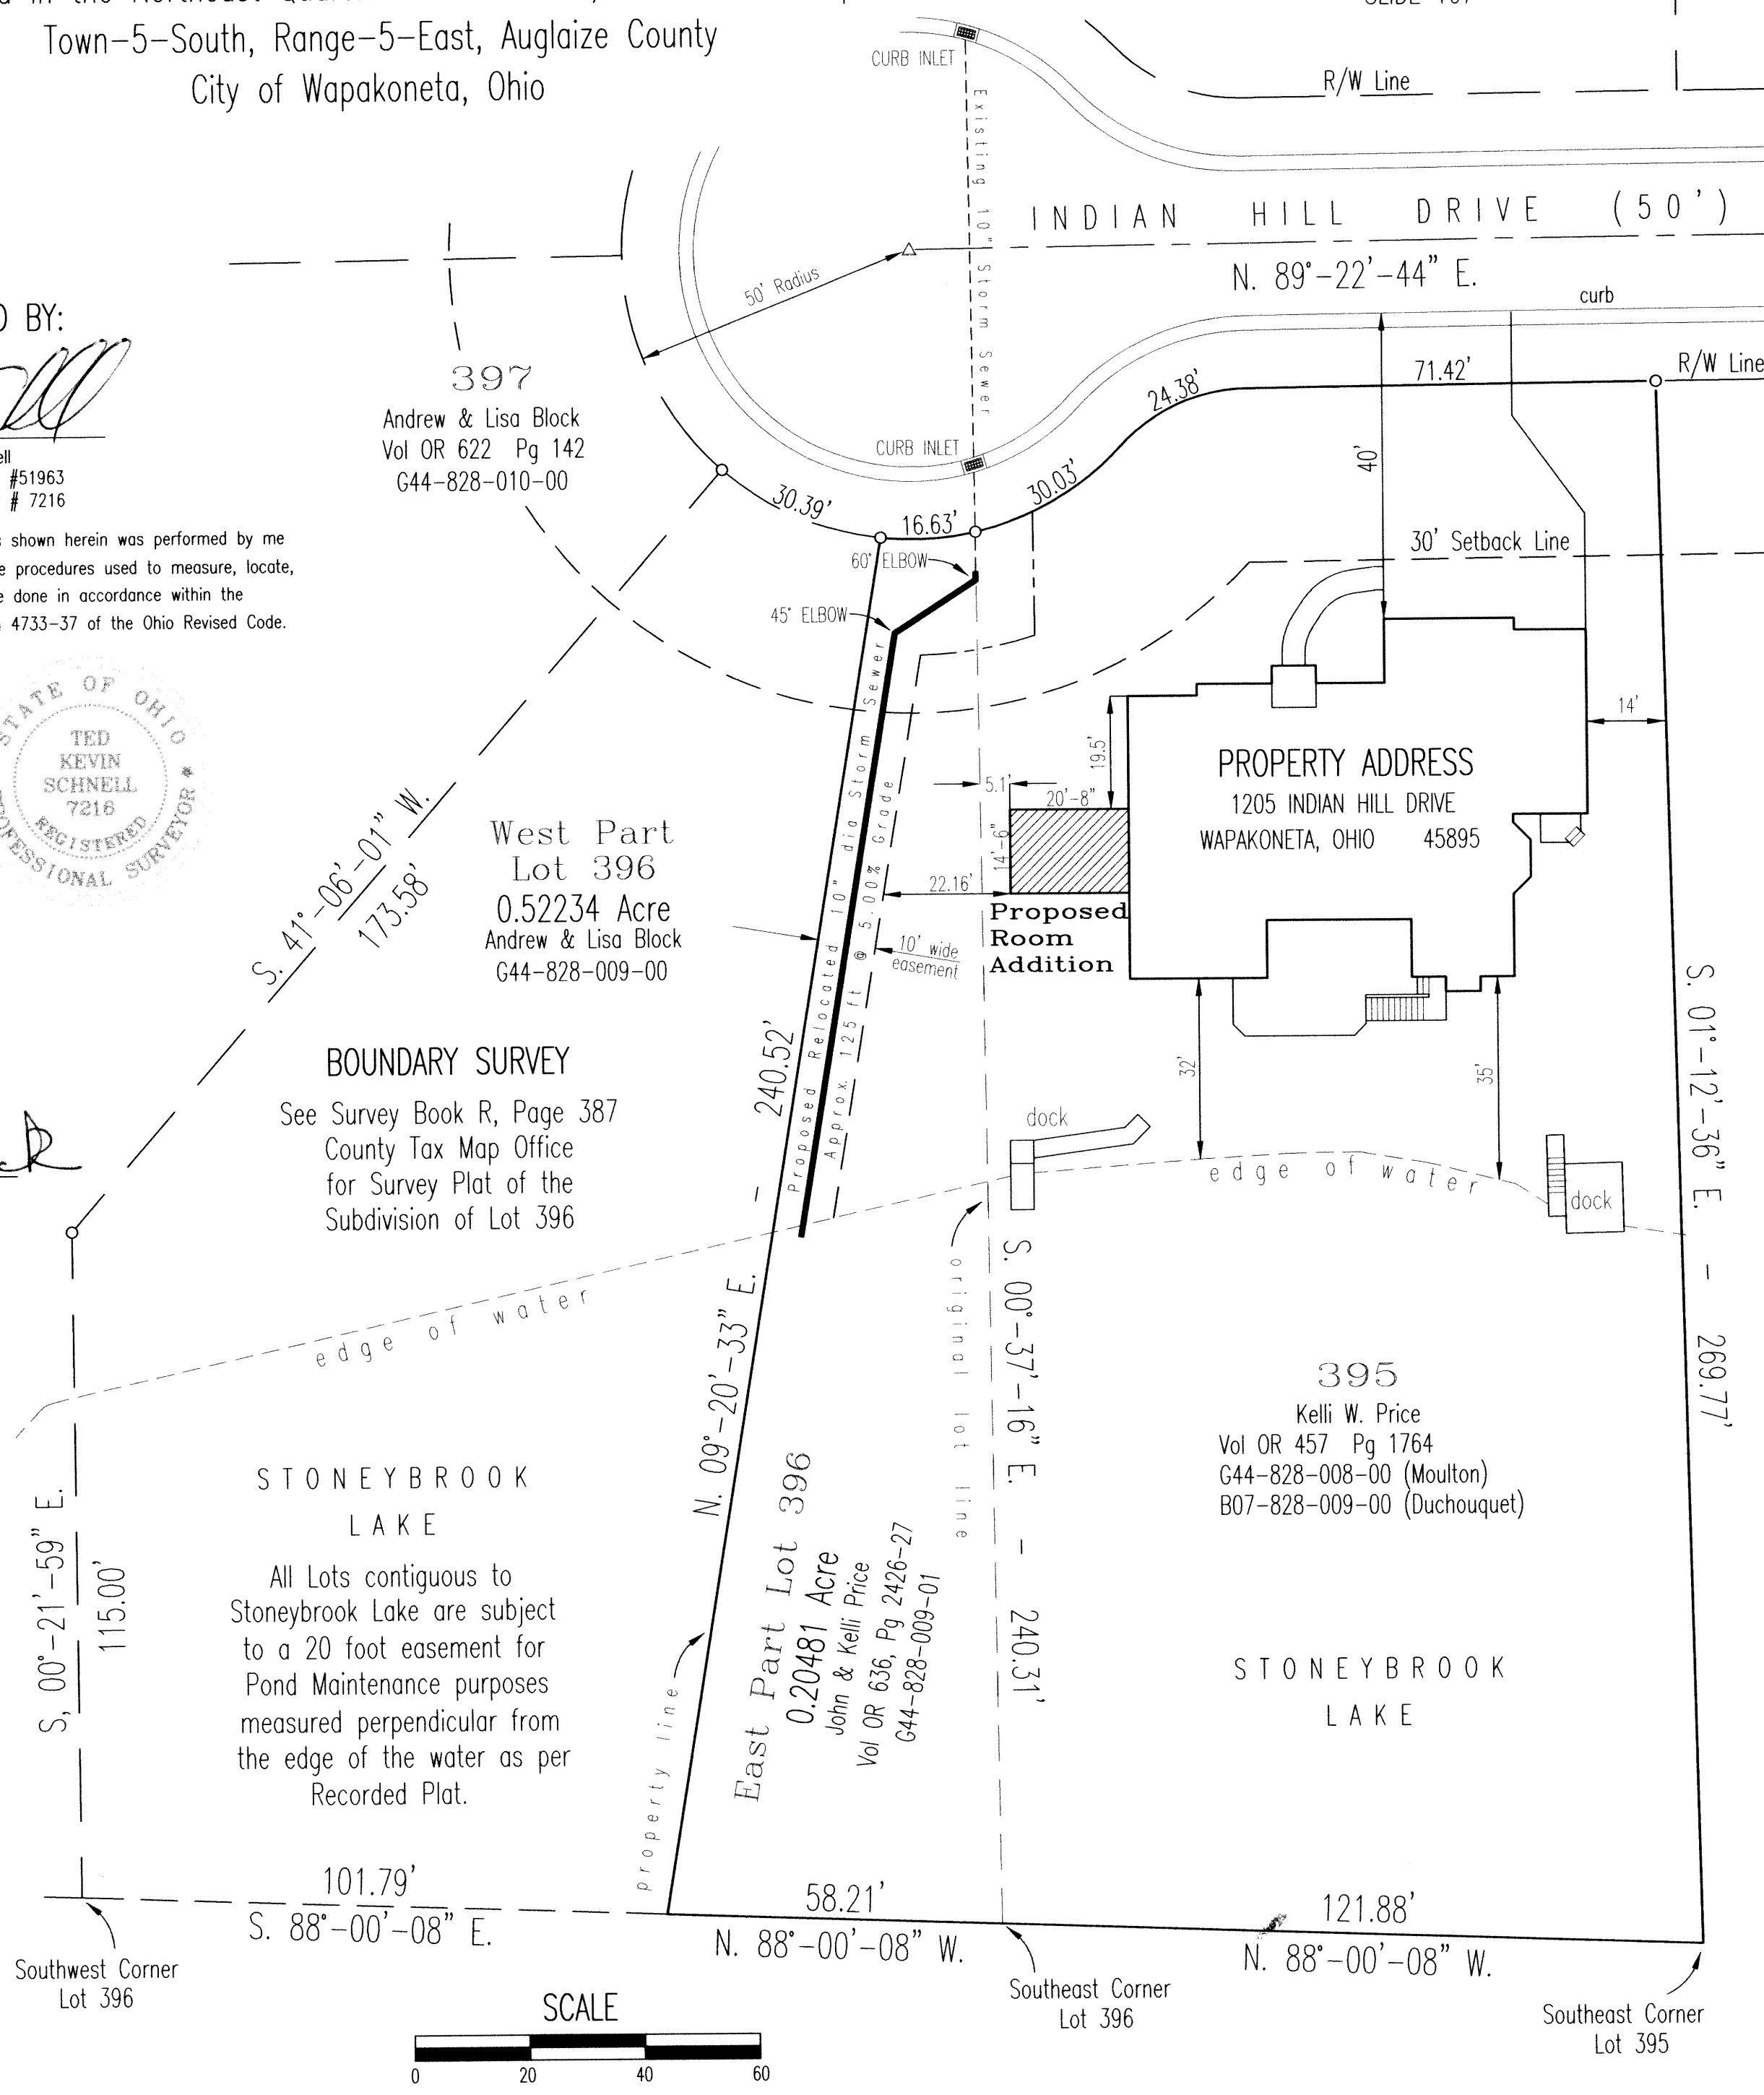 Town-5-South, Range-5-East, Auglaize County
City of Wapakoneta, Ohio
CURB INLET
R/W Line
Existing 10" Storm Sewer
INDIAN HILL DRIVE (50')
N. 89°-22'-44" E.
50' Radius
curb
BY:
R/W Line
71.42'
24.38'
397
Andrew & Lisa Block
Vol OR 622 Pg 142
G44-828-010-00
CURB INLET
40'
#51963
# 7216
30.39'
16.63'
30.03'
shown herein was performed by me
procedures used to measure, locate,
done in accordance within the
4733-37 of the Ohio Revised Code.
60° ELBOW
45° ELBOW
30' Setback Line
STATE OF OHIO
TED
KEVIN
SCHNELL
7216
REGISTERED
PROFESSIONAL SURVEYOR
14'
19.5'
PROPERTY ADDRESS
1205 INDIAN HILL DRIVE
WAPAKONETA, OHIO 45895
5.1'
20'-8"
14'-6"
22.16'
Proposed
Room
Addition
10' wide
easement
Proposed Relocated 10" dia Storm Sewer
Approx. 125 ft @ 5.00% Grade
S. 41°-06'-01" W.
173.58'
West Part
Lot 396
0.52234 Acre
Andrew & Lisa Block
G44-828-009-00
BOUNDARY SURVEY
See Survey Book R, Page 387
County Tax Map Office
for Survey Plat of the
Subdivision of Lot 396
32'
35'
dock
edge of water
dock
S. 01°-12'-36" E. - 269.77'
N. 09°-20'-33" E. - 240.52'
edge of water
original lot line
S. 00°-37'-16" E. - 240.31'
395
Kelli W. Price
Vol OR 457 Pg 1764
G44-828-008-00 (Moulton)
B07-828-009-00 (Duchouquet)
STONEYBROOK
LAKE
All Lots contiguous to
Stoneybrook Lake are subject
to a 20 foot easement for
Pond Maintenance purposes
measured perpendicular from
the edge of the water as per
Recorded Plat.
S, 00°-21'-59" E.
115.00'
East Part Lot 396
0.20481 Acre
John & Kelli Price
Vol OR 636, Pg 2426-27
G44-828-009-01
property line
STONEYBROOK
LAKE
101.79'
S. 88°-00'-08" E.
58.21'
N. 88°-00'-08" W.
121.88'
N. 88°-00'-08" W.
Southwest Corner
Lot 396
Southeast Corner
Lot 396
Southeast Corner
Lot 395
SCALE
0 20 40 60